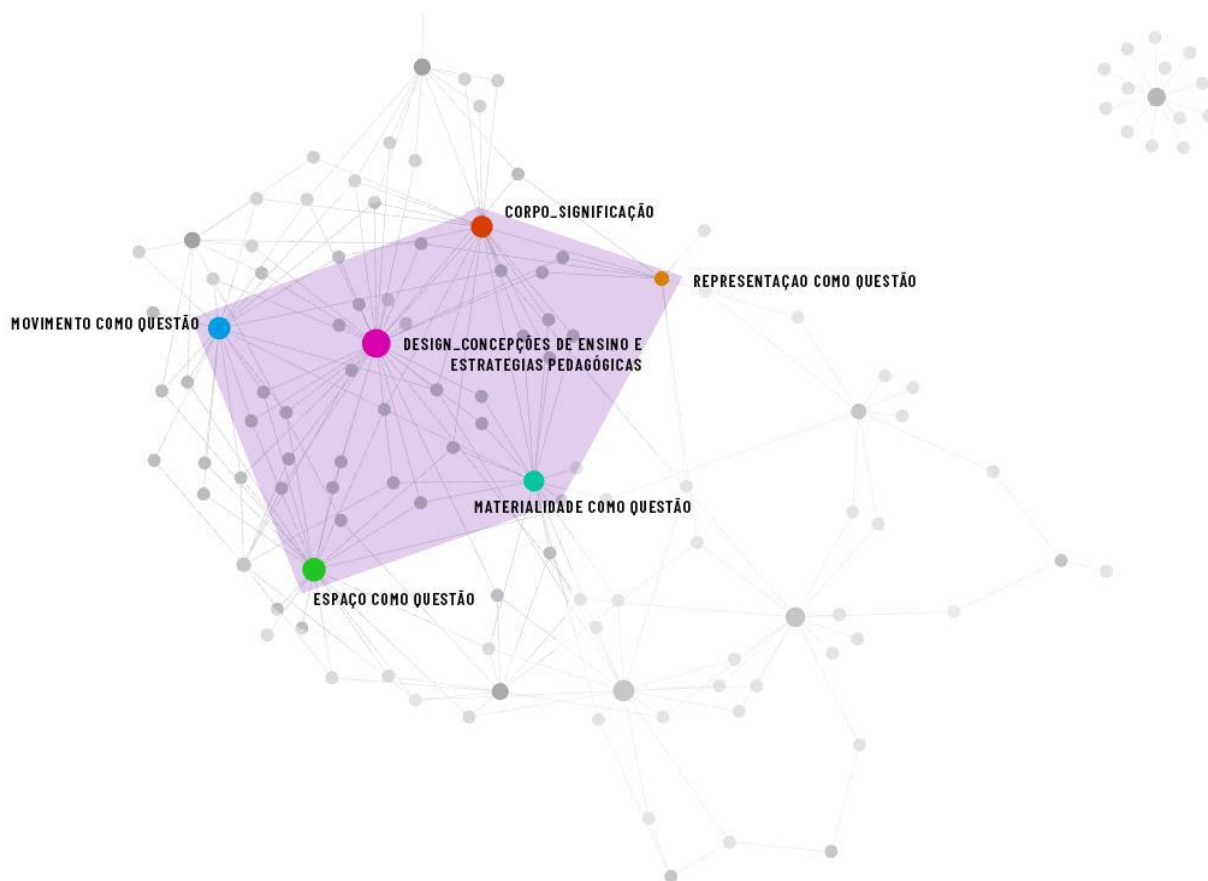 CORPO_SIGNIFICAÇÃO
REPRESENTAÇAO COMO QUESTÃO
MOVIMENTO COMO QUESTÃO
DESIGN_CONCEPÇÕES DE ENSINO E
ESTRATEGIAS PEDAGÓGICAS
MATERIALIDADE COMO QUESTÃO
ESPAÇO COMO QUESTÃO